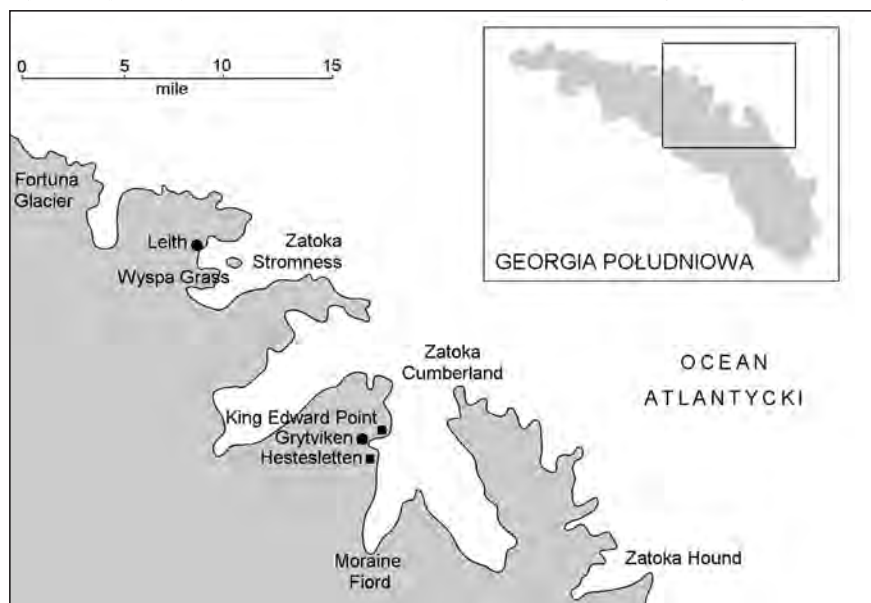 0 5 10 15
mile
GEORGIA POŁUDNIOWA
Fortuna
Glacier
Leith
Zatoka
Stromness
Wyspa Grass
Zatoka
Cumberland
OCEAN
ATLANTYCKI
King Edward Point
Grytviken
Hestesletten
Moraine
Fiord
Zatoka Hound